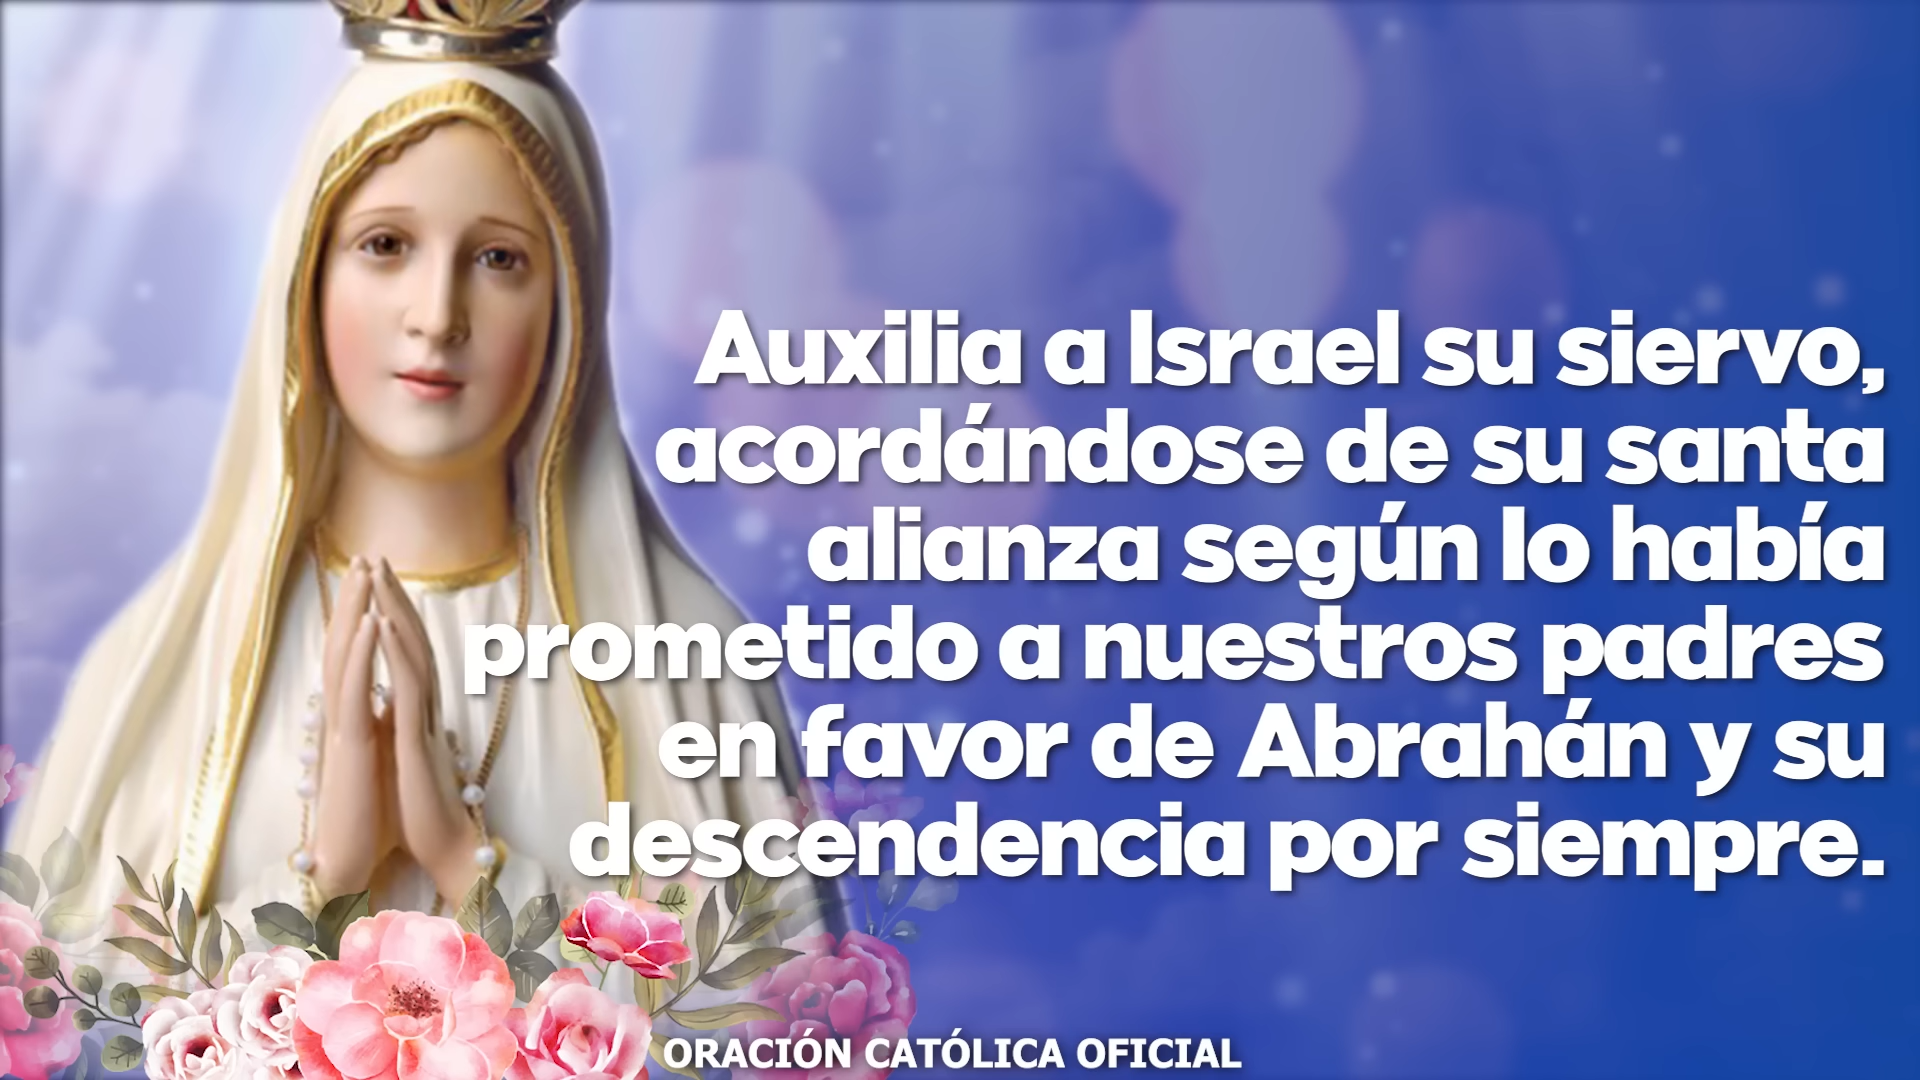 Auxilia a Israel su siervo,
acordándose de su santa
alianza según lo había
prometido a nuestros padres
en favor de Abrahán y su
descendencia por siempre.
ORACIÓN CATÓLICA OFICIAL